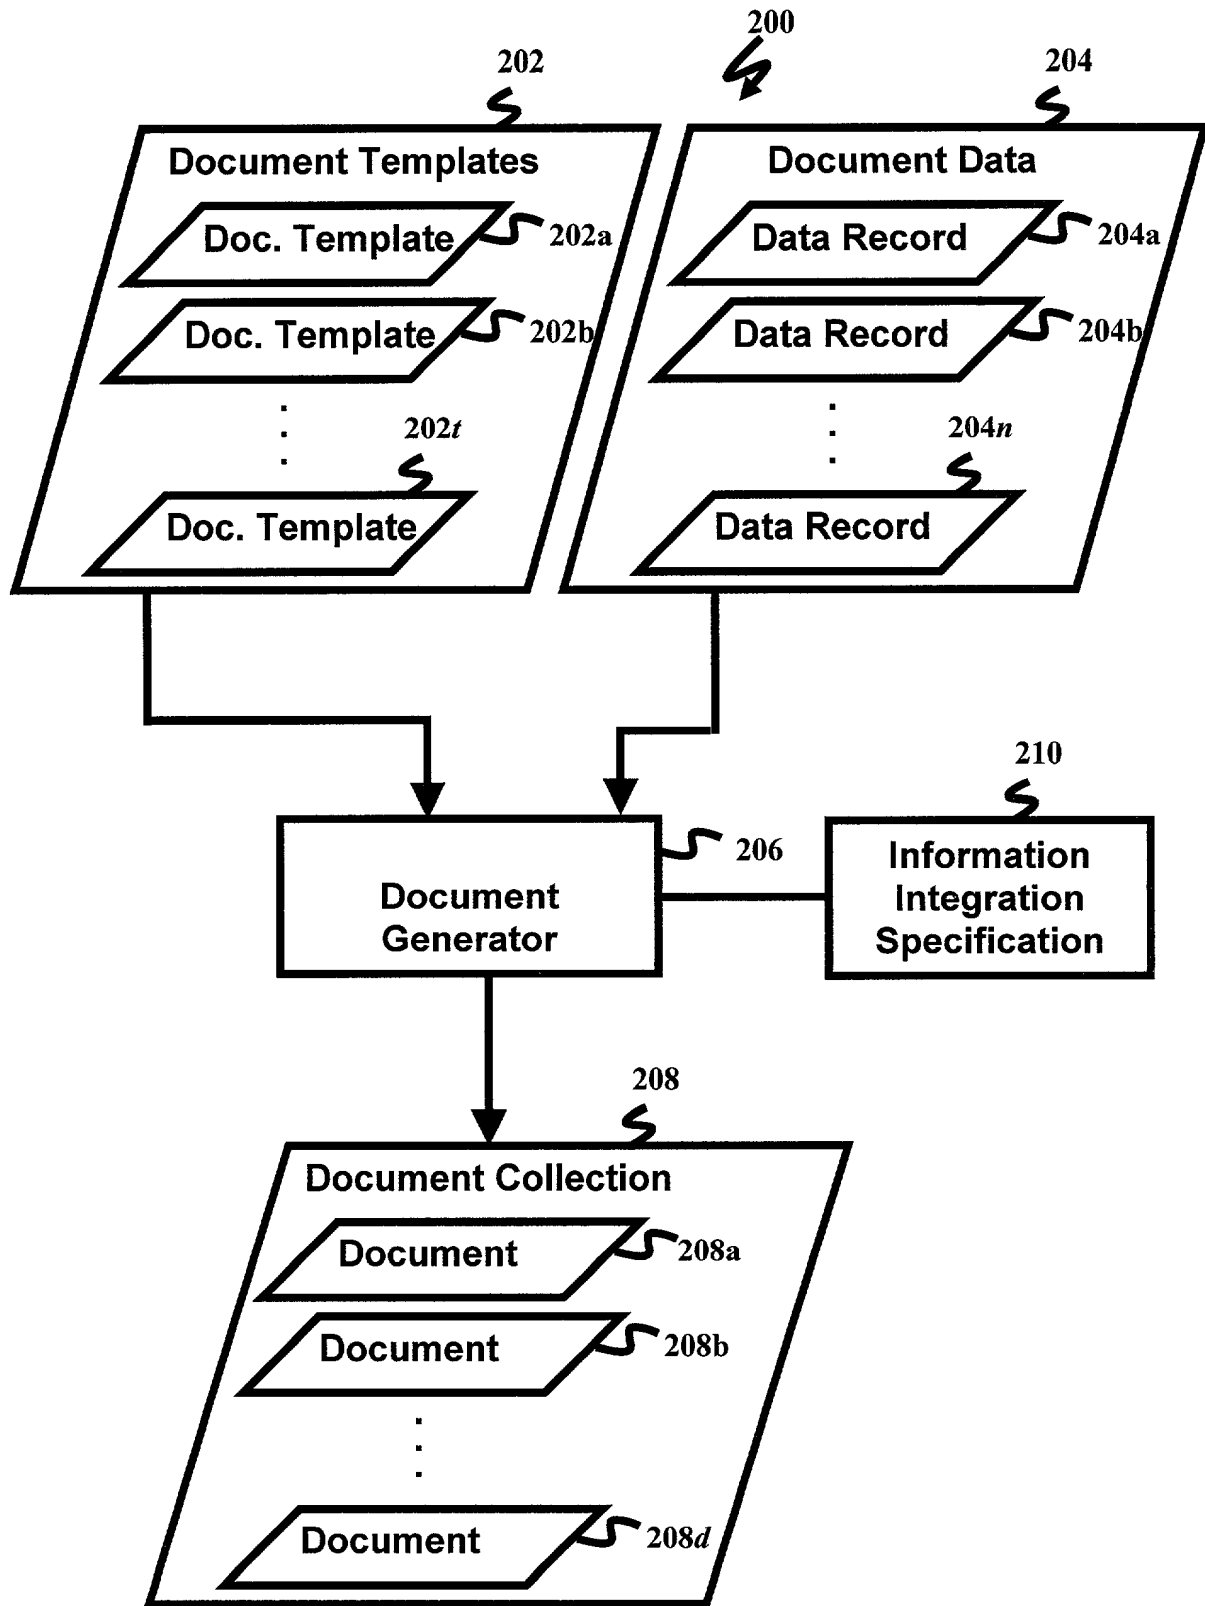 200
202
204
Document Templates
Doc. Template
202a
Doc. Template
202b
202t
Doc. Template
Document Data
Data Record
204a
Data Record
204b
204n
Data Record
206
Document
Generator
210
Information
Integration
Specification
208
Document Collection
Document
208a
Document
208b
Document
208d